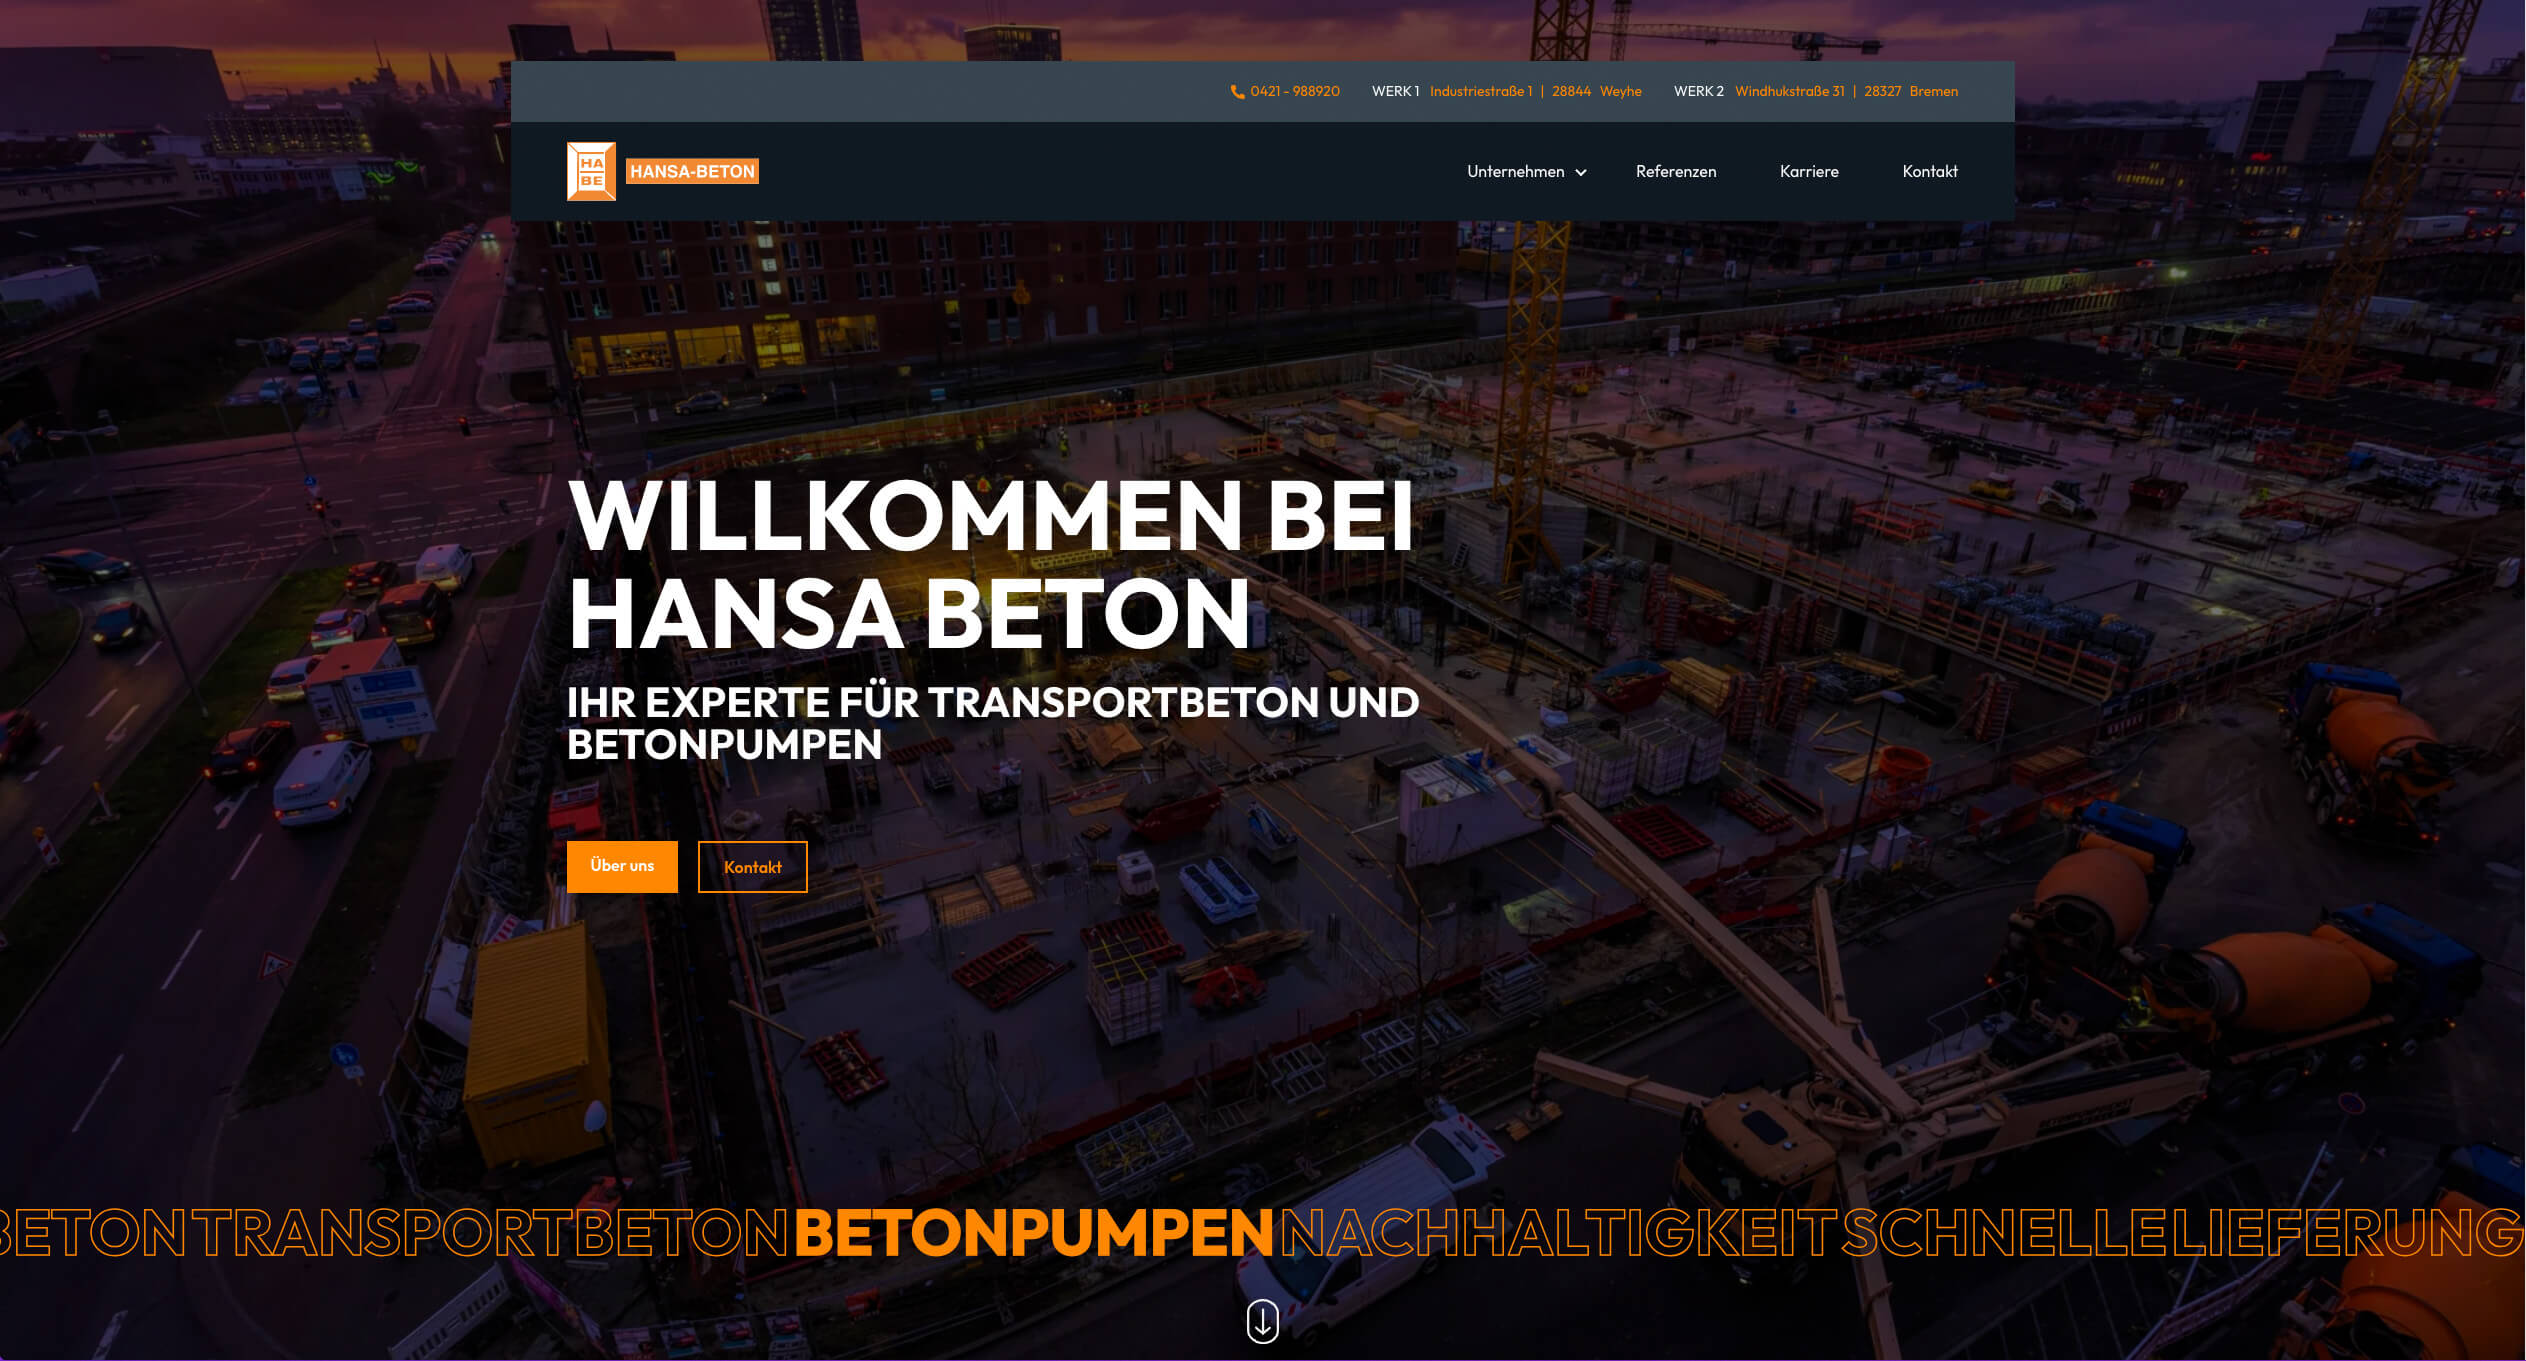 0421 - 988920 WERK 1 Industriestraße 1 | 28844 Weyhe WERK 2 Windhukstraße 31 | 28327 Bremen
HA
BE
HANSA-BETON
Unternehmen Referenzen Karriere Kontakt
WILLKOMMEN BEI
HANSA BETON
IHR EXPERTE FÜR TRANSPORTBETON UND
BETONPUMPEN
Über uns Kontakt
BETON TRANSPORTBETON BETONPUMPEN NACHHALTIGKEIT SCHNELLE LIEFERUNG